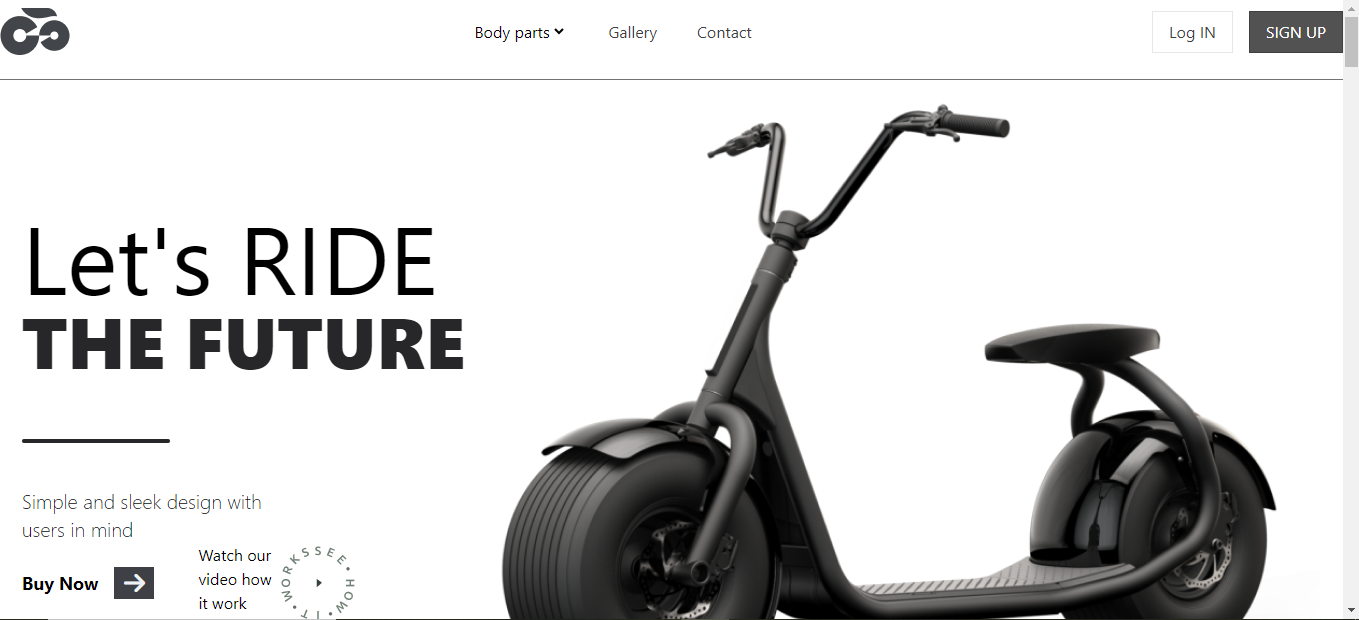 Body parts
Gallery
Contact
Log IN
SIGN UP
Let's RIDE
THE FUTURE
Simple and sleek design with
users in mind
Buy Now
Watch our
video how
it work
SEE • HOW • IT • WORKS